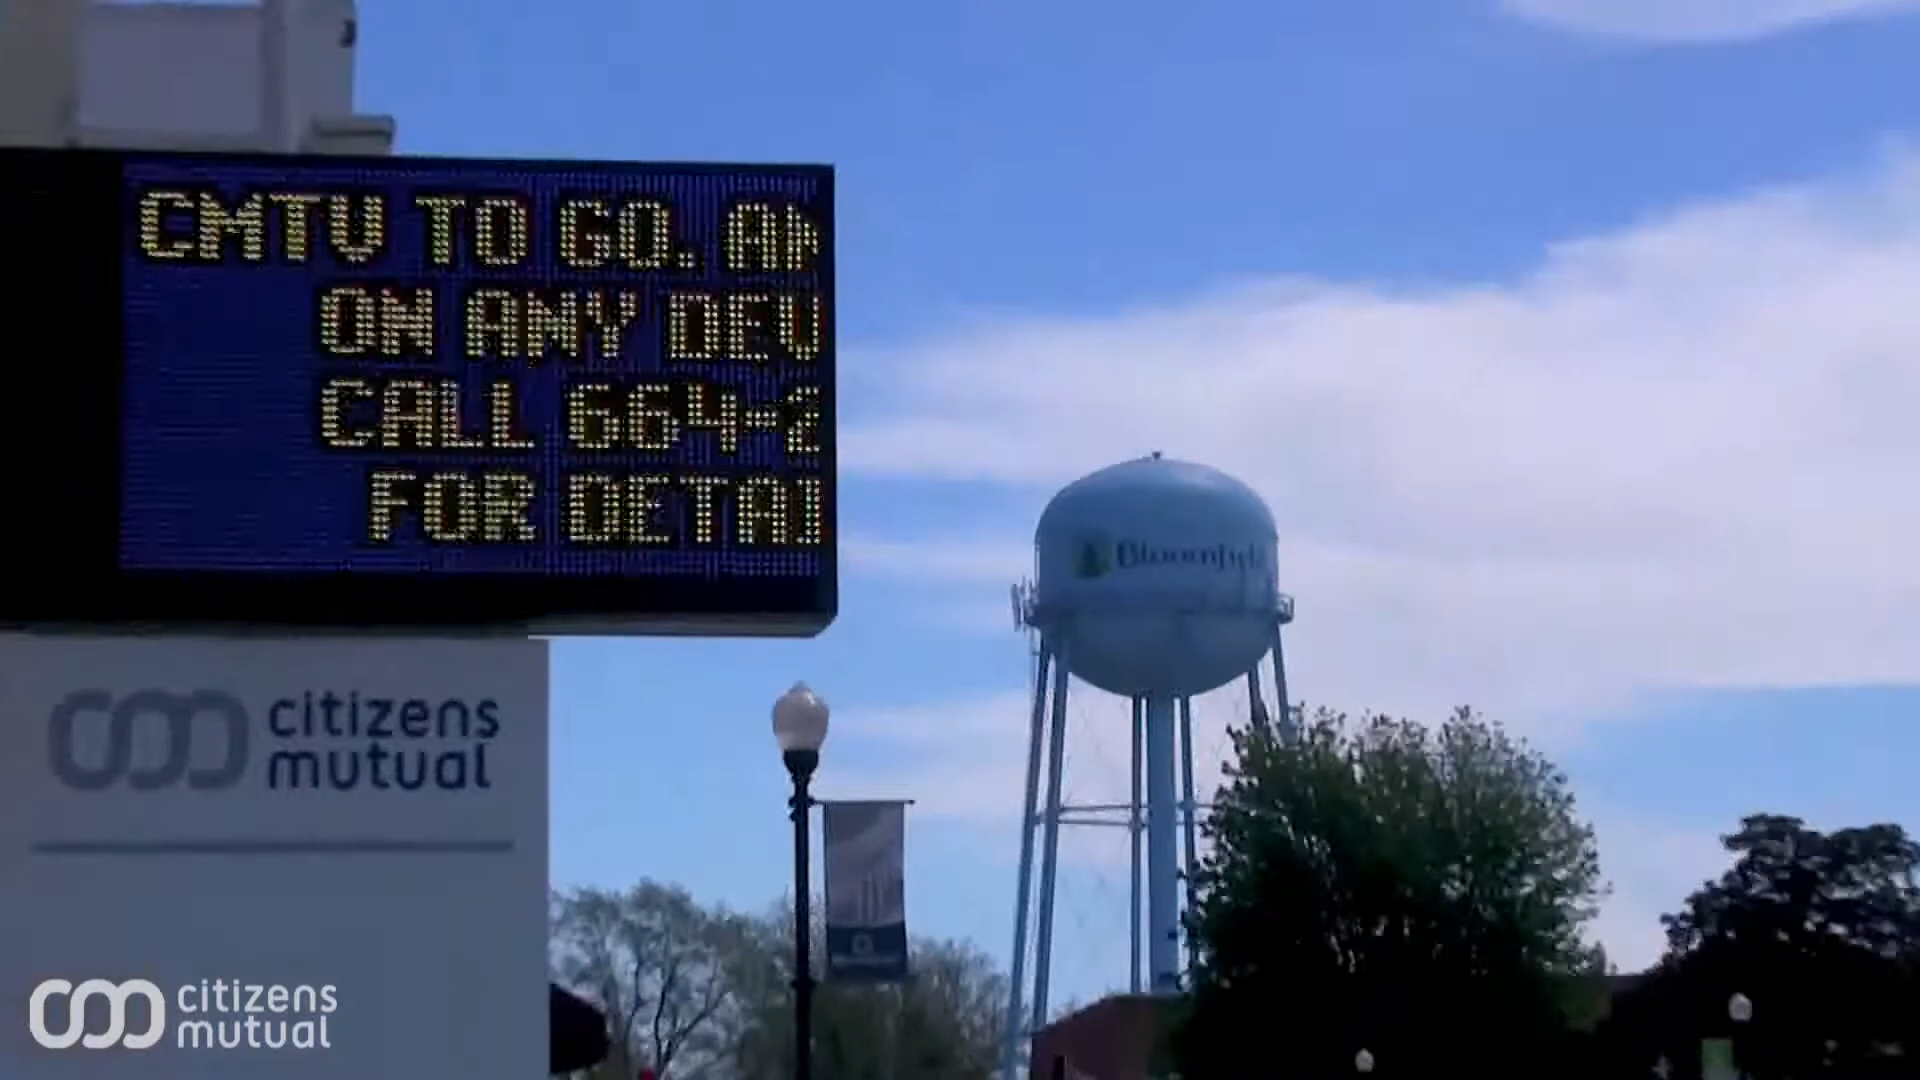 CMTV TO GO. AN
ON ANY DEV
CALL 664-2
FOR DETAI
Bloomfield
citizens
mutual
citizens
mutual